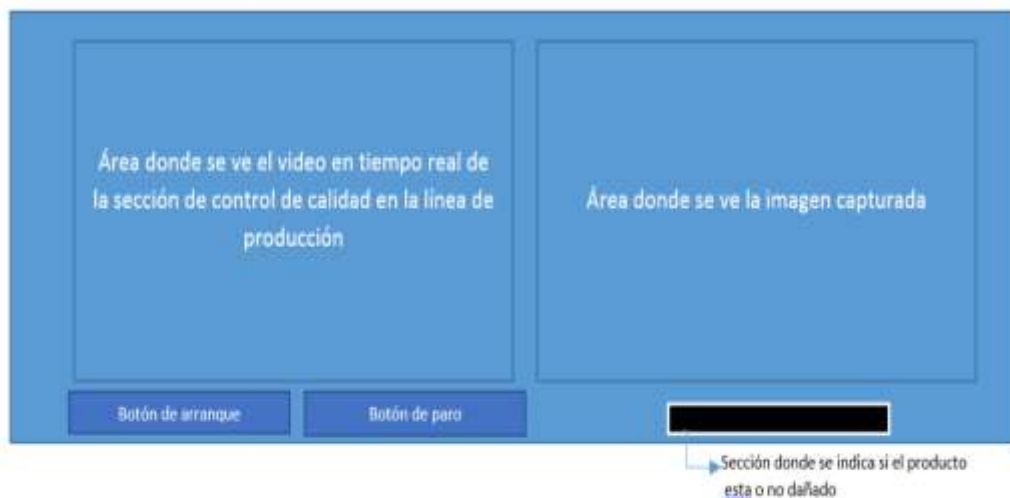 Área donde se ve el video en tiempo real de
la sección de control de calidad en la línea de
producción
Área donde se ve la imagen capturada
Botón de arranque
Botón de paro
Sección donde se indica si el producto
esta o no dañado